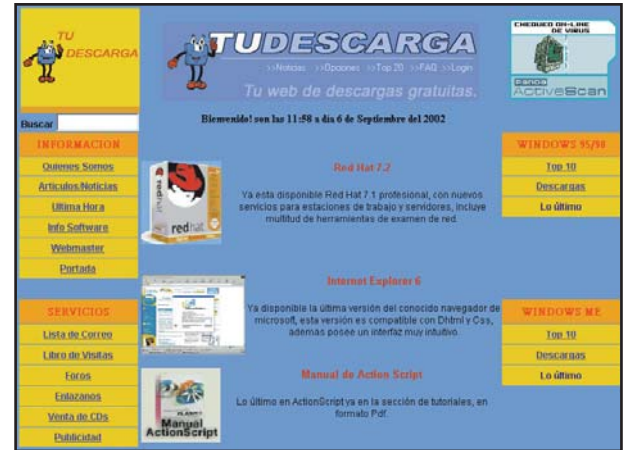 TU
DESCARGA
TUDESCARGA
>>Noticias >>Opciones >>Top 20 >>FAQ >>Login
Tu web de descargas gratuitas.
CHEQUEO ON-LINE
DE VIRUS
PANDA
ActiveScan
Buscar
Bienvenido! son las 11:58 a dia 6 de Septiembre del 2002
INFORMACION
Quienes Somos
Articulos/Noticias
Ultima Hora
Info Software
Webmaster
Portada
SERVICIOS
Lista de Correo
Libro de Visitas
Foros
Enlazanos
Venta de CDs
Publicidad
redhat
Red Hat 7.2
Ya esta disponible Red Hat 7.1 profesional, con nuevos
servicios para estaciones de trabajo y servidores, incluye
multitud de herramientas de examen de red.
Internet Explorer 6
Ya disponible la última versión del conocido navegador de
microsoft, esta versión es compatible con Dhtml y Css,
además posee un interfaz muy intuitivo.
Manual
ActionScript
Manual de Action Script
Lo último en ActionScript ya en la sección de tutoriales, en
formato Pdf.
WINDOWS 95/98
Top 10
Descargas
Lo último
WINDOWS ME
Top 10
Descargas
Lo último